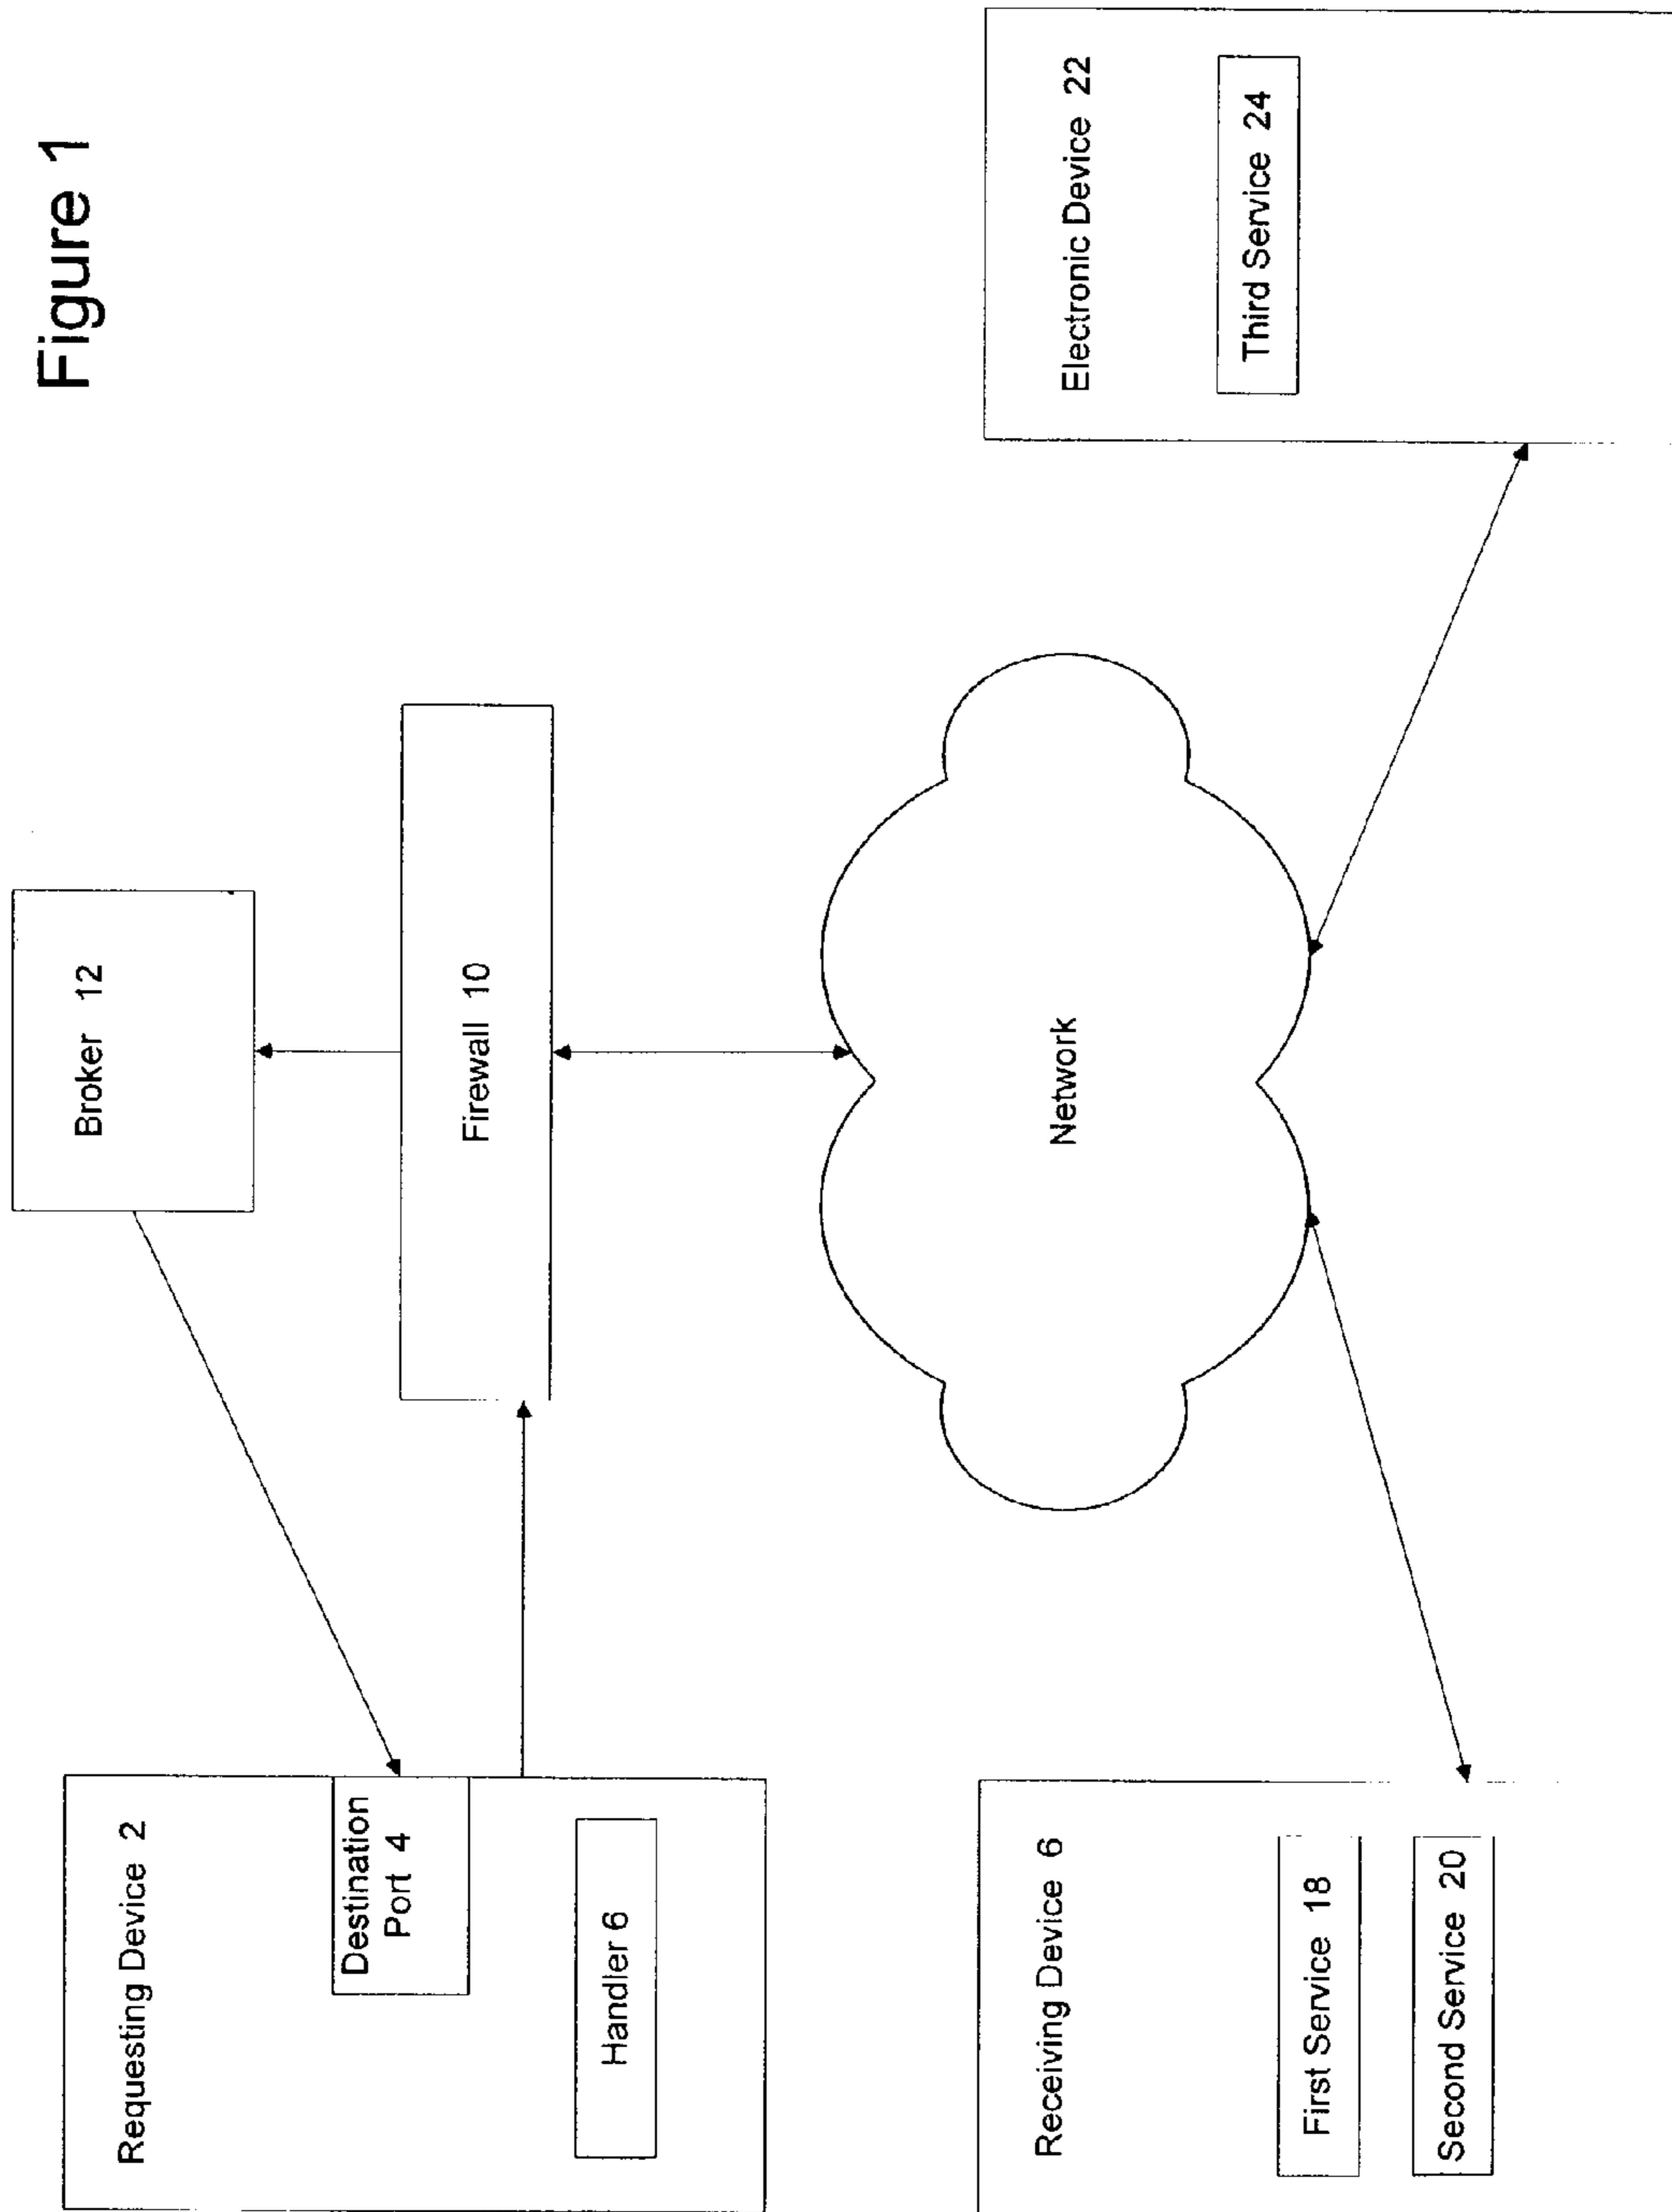 Figure 1
Requesting Device 2
Destination
Port 4
Handler 6
Broker 12
Firewall 10
Network
Receiving Device 6
First Service 18
Second Service 20
Electronic Device 22
Third Service 24